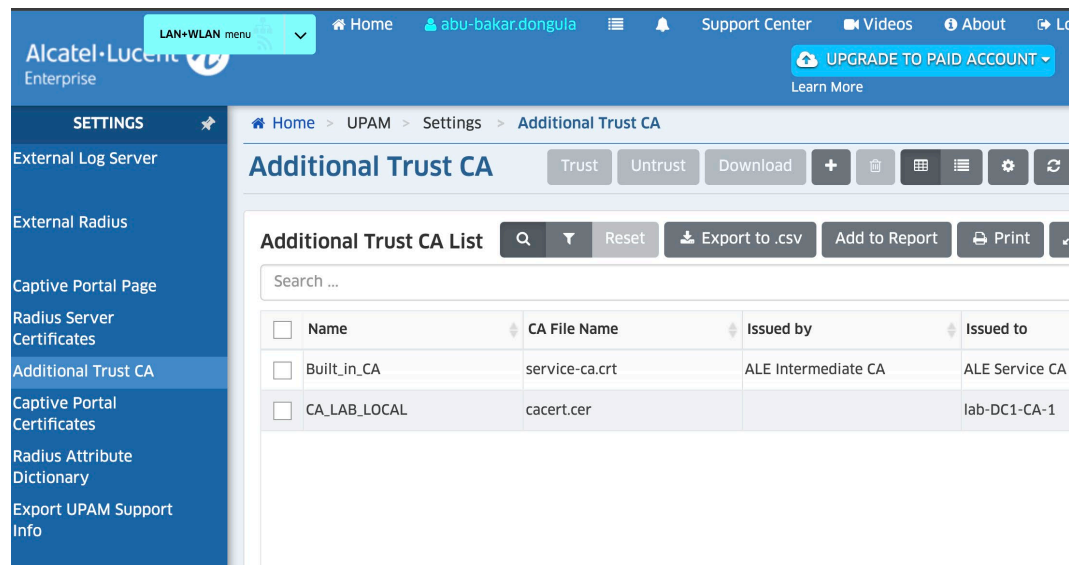 LAN+WLAN menu
Home
abu-bakar.dongula
Support Center
Videos
About
Alcatel·Lucent
Enterprise
UPGRADE TO PAID ACCOUNT
Learn More
SETTINGS
External Log Server
External Radius
Captive Portal Page
Radius Server
Certificates
Additional Trust CA
Captive Portal
Certificates
Radius Attribute
Dictionary
Export UPAM Support
Info
Home > UPAM > Settings > Additional Trust CA
Additional Trust CA
Trust
Untrust
Download
Additional Trust CA List
Reset
Export to .csv
Add to Report
Print
Search ...
Name CA File Name Issued by Issued to
Built_in_CA service-ca.crt ALE Intermediate CA ALE Service CA
CA_LAB_LOCAL cacert.cer lab-DC1-CA-1